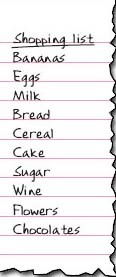 Shopping list
Bananas
Eggs
Milk
Bread
Cereal
Cake
Sugar
Wine
Flowers
Chocolates